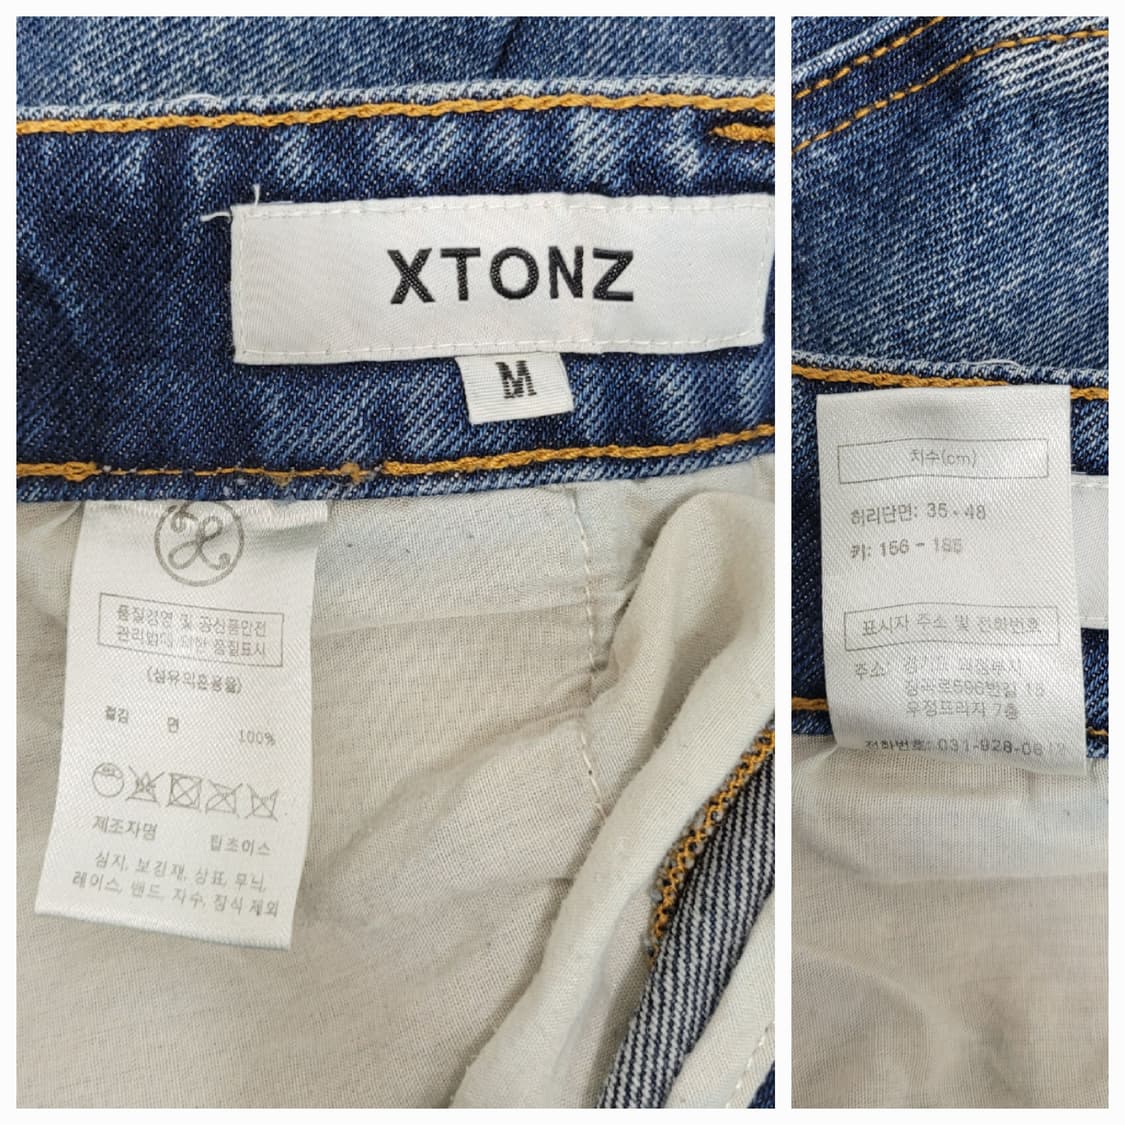 XTONZ
M
품질경영 및 공산품안전
관리법에 의한 품질표시
(섬유의혼용율)
겉감 면 100%
제조자명 탑초이스
심지, 보강재, 상표, 무늬,
레이스, 밴드, 자수, 장식 제외
치수(cm)
허리단면: 35 - 48
키: 156 - 185
표시자 주소 및 전화번호
주소: 경기도
장곡로596번길 15
우정프라자 7층
전화번호: 031-928-